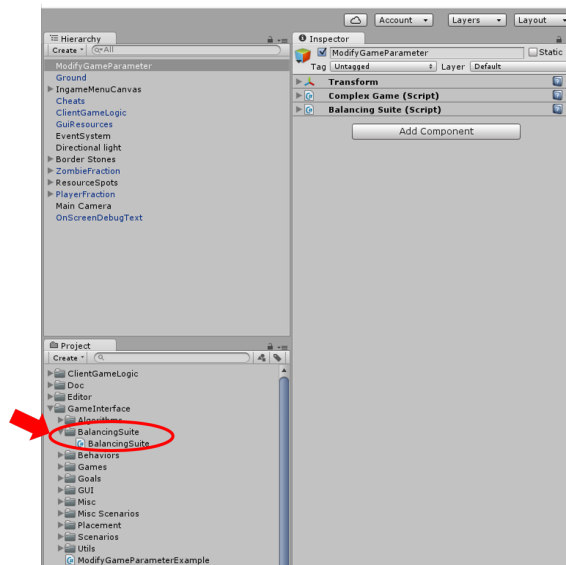 Account Layers Layout
Hierarchy
Create All
ModifyGameParameter
Ground
IngameMenuCanvas
Cheats
ClientGameLogic
GuiResources
EventSystem
Directional light
Border Stones
ZombieFraction
ResourceSpots
PlayerFraction
Main Camera
OnScreenDebugText
Inspector
ModifyGameParameter Static
Tag Untagged Layer Default
Transform
Complex Game (Script)
Balancing Suite (Script)
Add Component
Project
Create
ClientGameLogic
Doc
Editor
GameInterface
Algorithms
BalancingSuite
BalancingSuite
Behaviors
Games
Goals
GUI
Misc
Misc Scenarios
Placement
Scenarios
Utils
ModifyGameParameterExample